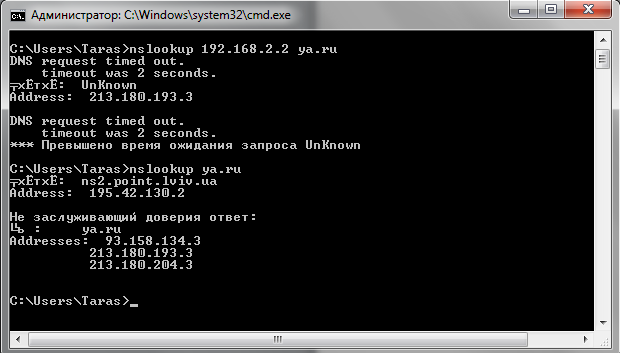 Администратор: C:\Windows\system32\cmd.exe
C:\Users\Taras>nslookup 192.168.2.2 ya.ru
DNS request timed out.
timeout was 2 seconds.
╤хЁтхЁ: UnKnown
Address: 213.180.193.3
DNS request timed out.
timeout was 2 seconds.
*** Превышено время ожидания запроса UnKnown
C:\Users\Taras>nslookup ya.ru
╤хЁтхЁ: ns2.point.lviv.ua
Address: 195.42.130.2
Не заслуживающий доверия ответ:
Ць : ya.ru
Addresses: 93.158.134.3
213.180.193.3
213.180.204.3
C:\Users\Taras>_